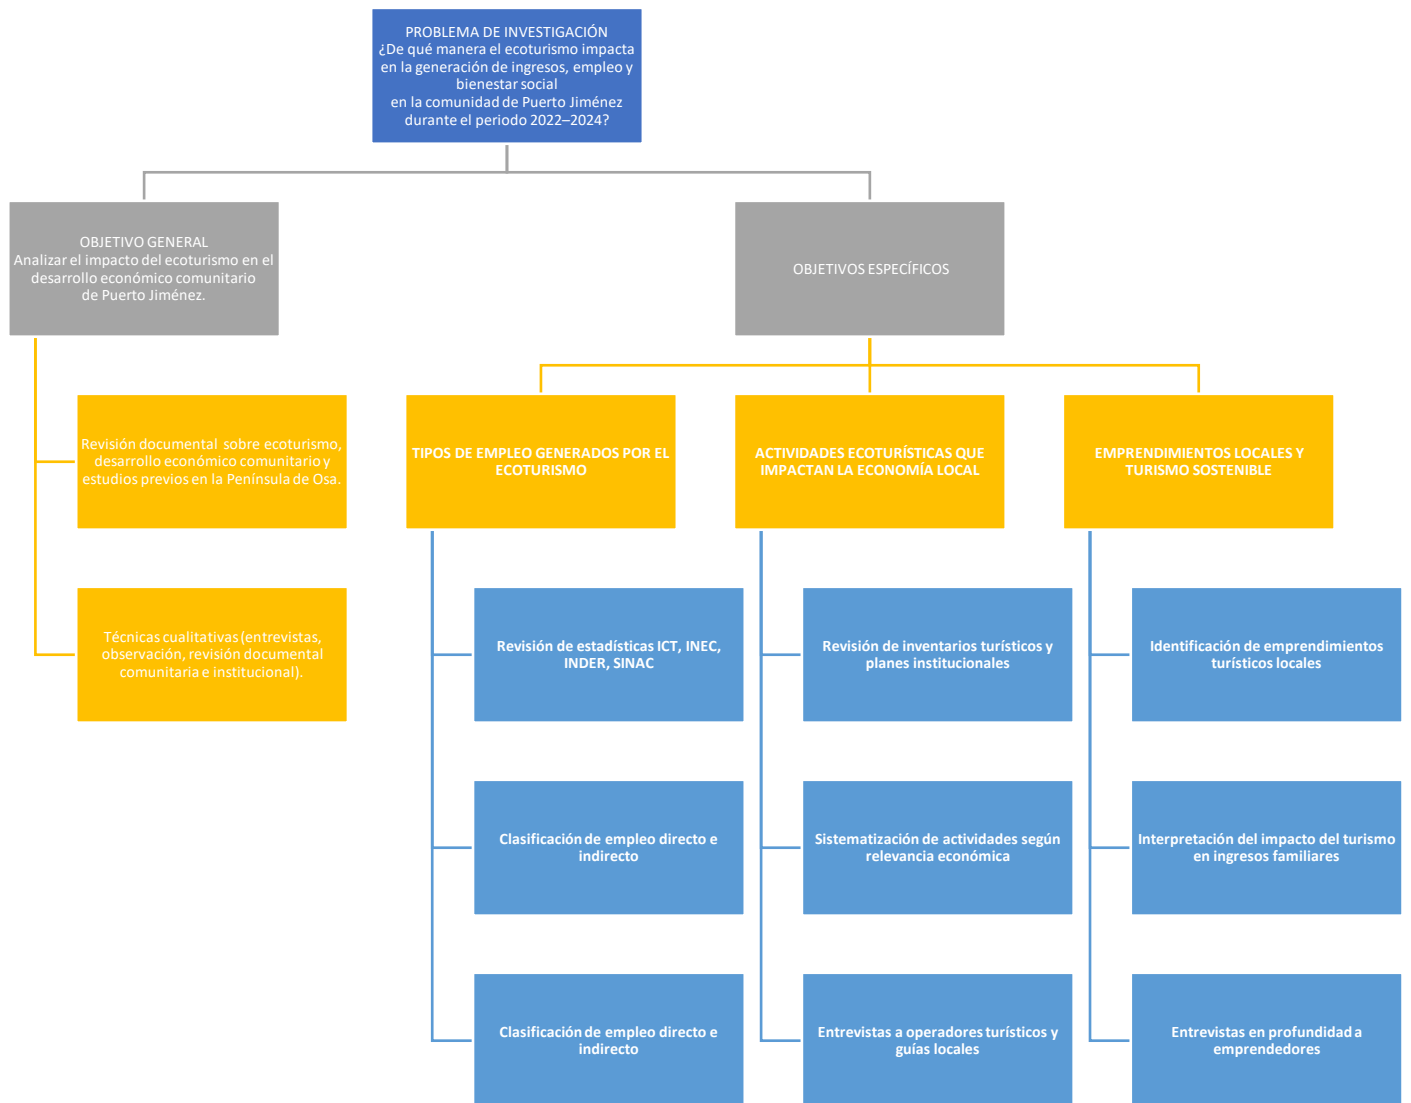 PROBLEMA DE INVESTIGACIÓN
¿De qué manera el ecoturismo impacta
en la generación de ingresos, empleo y
bienestar social
en la comunidad de Puerto Jiménez
durante el periodo 2022–2024?
OBJETIVO GENERAL
Analizar el impacto del ecoturismo en el
desarrollo económico comunitario
de Puerto Jiménez.
OBJETIVOS ESPECÍFICOS
Revisión documental sobre ecoturismo,
desarrollo económico comunitario y
estudios previos en la Península de Osa.
Técnicas cualitativas (entrevistas,
observación, revisión documental
comunitaria e institucional).
TIPOS DE EMPLEO GENERADOS POR EL
ECOTURISMO
Revisión de estadísticas ICT, INEC,
INDER, SINAC
Clasificación de empleo directo e
indirecto
Clasificación de empleo directo e
indirecto
ACTIVIDADES ECOTURÍSTICAS QUE
IMPACTAN LA ECONOMÍA LOCAL
Revisión de inventarios turísticos y
planes institucionales
Sistematización de actividades según
relevancia económica
Entrevistas a operadores turísticos y
guías locales
EMPRENDIMIENTOS LOCALES Y
TURISMO SOSTENIBLE
Identificación de emprendimientos
turísticos locales
Interpretación del impacto del turismo
en ingresos familiares
Entrevistas en profundidad a
emprendedores